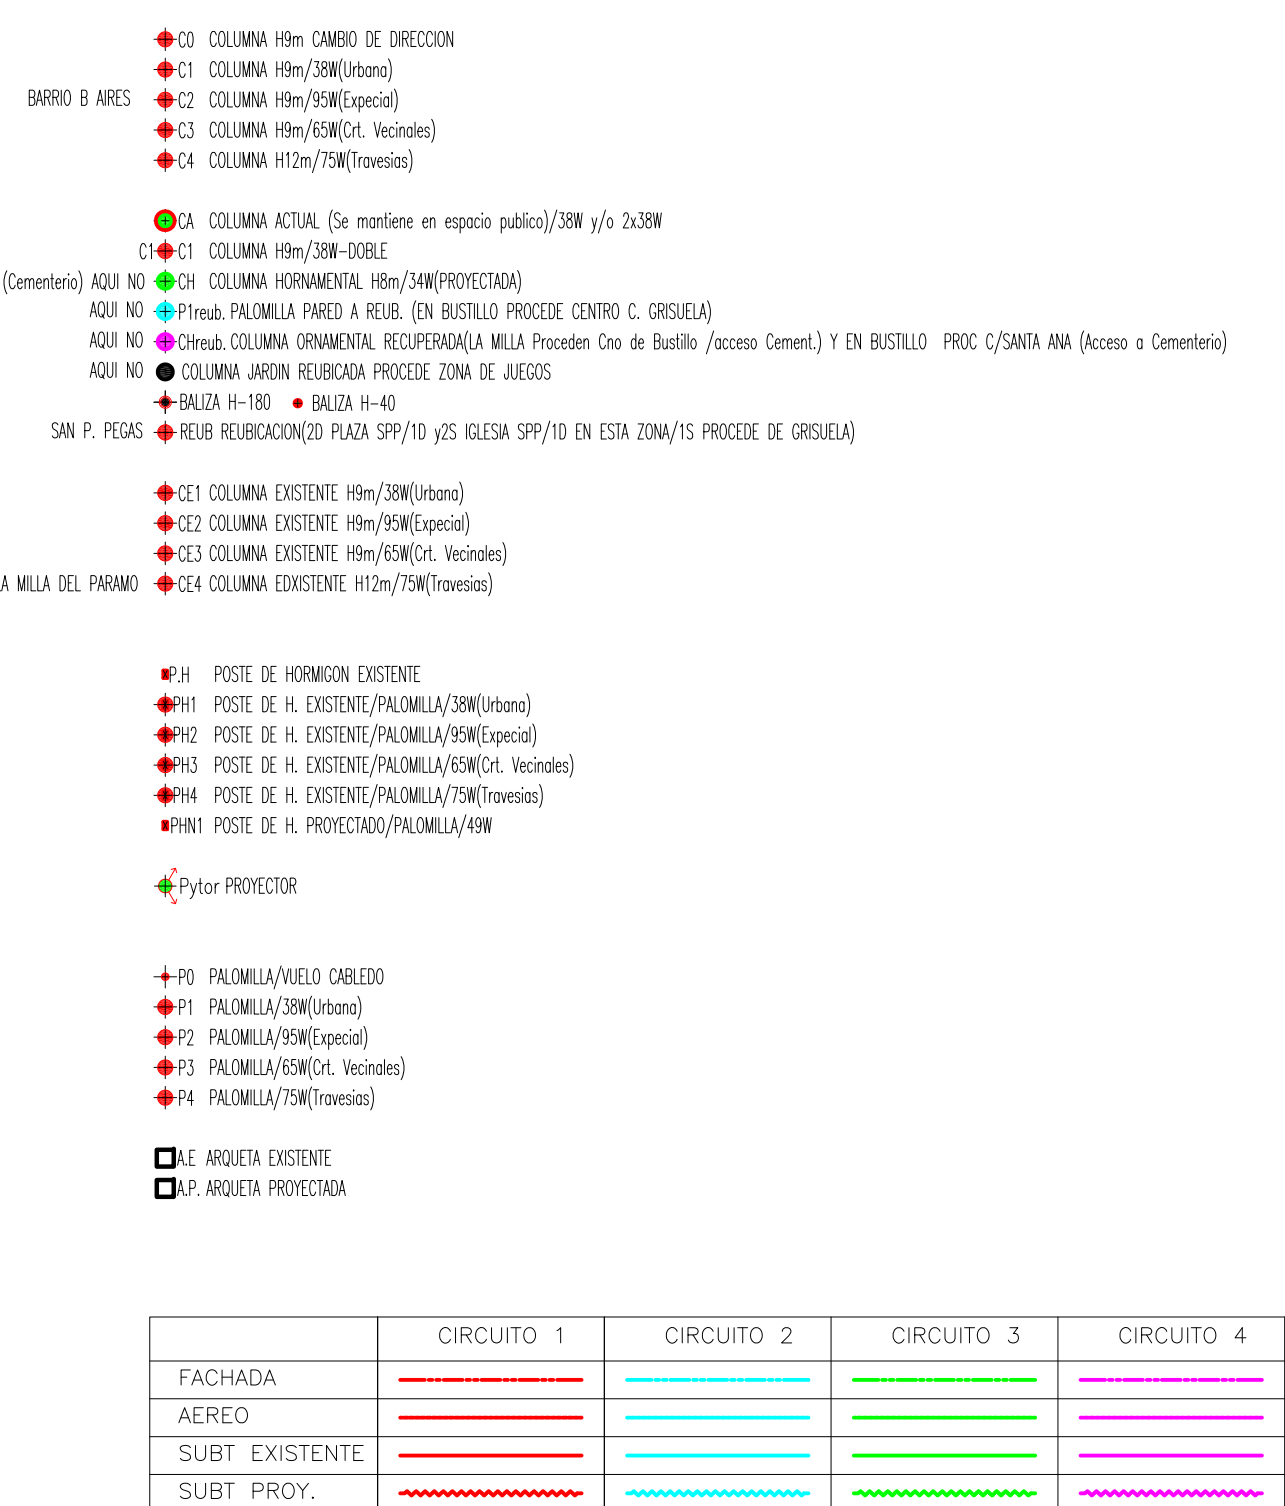 C0 COLUMNA H9m CAMBIO DE DIRECCION
C1 COLUMNA H9m/38W(Urbana)
BARRIO B AIRES C2 COLUMNA H9m/95W(Expecial)
C3 COLUMNA H9m/65W(Crt. Vecinales)
C4 COLUMNA H12m/75W(Travesias)
CA COLUMNA ACTUAL (Se mantiene en espacio publico)/38W y/o 2x38W
C1 C1 COLUMNA H9m/38W-DOBLE
(Cementerio) AQUI NO CH COLUMNA HORNAMENTAL H8m/34W(PROYECTADA)
AQUI NO P1reub. PALOMILLA PARED A REUB. (EN BUSTILLO PROCEDE CENTRO C. GRISUELA)
AQUI NO CHreub. COLUMNA ORNAMENTAL RECUPERADA(LA MILLA Proceden Cno de Bustillo /acceso Cement.) Y EN BUSTILLO PROC C/SANTA ANA (Acceso a Cementerio)
AQUI NO COLUMNA JARDIN REUBICADA PROCEDE ZONA DE JUEGOS
BALIZA H-180 BALIZA H-40
SAN P. PEGAS REUB REUBICACION(2D PLAZA SPP/1D y2S IGLESIA SPP/1D EN ESTA ZONA/1S PROCEDE DE GRISUELA)
CE1 COLUMNA EXISTENTE H9m/38W(Urbana)
CE2 COLUMNA EXISTENTE H9m/95W(Expecial)
CE3 COLUMNA EXISTENTE H9m/65W(Crt. Vecinales)
A MILLA DEL PARAMO CE4 COLUMNA EDXISTENTE H12m/75W(Travesias)
P.H POSTE DE HORMIGON EXISTENTE
PH1 POSTE DE H. EXISTENTE/PALOMILLA/38W(Urbana)
PH2 POSTE DE H. EXISTENTE/PALOMILLA/95W(Expecial)
PH3 POSTE DE H. EXISTENTE/PALOMILLA/65W(Crt. Vecinales)
PH4 POSTE DE H. EXISTENTE/PALOMILLA/75W(Travesias)
PHN1 POSTE DE H. PROYECTADO/PALOMILLA/49W
Pytor PROYECTOR
P0 PALOMILLA/VUELO CABLEDO
P1 PALOMILLA/38W(Urbana)
P2 PALOMILLA/95W(Expecial)
P3 PALOMILLA/65W(Crt. Vecinales)
P4 PALOMILLA/75W(Travesias)
A.E ARQUETA EXISTENTE
A.P. ARQUETA PROYECTADA
CIRCUITO 1 CIRCUITO 2 CIRCUITO 3 CIRCUITO 4
FACHADA
AEREO
SUBT EXISTENTE
SUBT PROY.